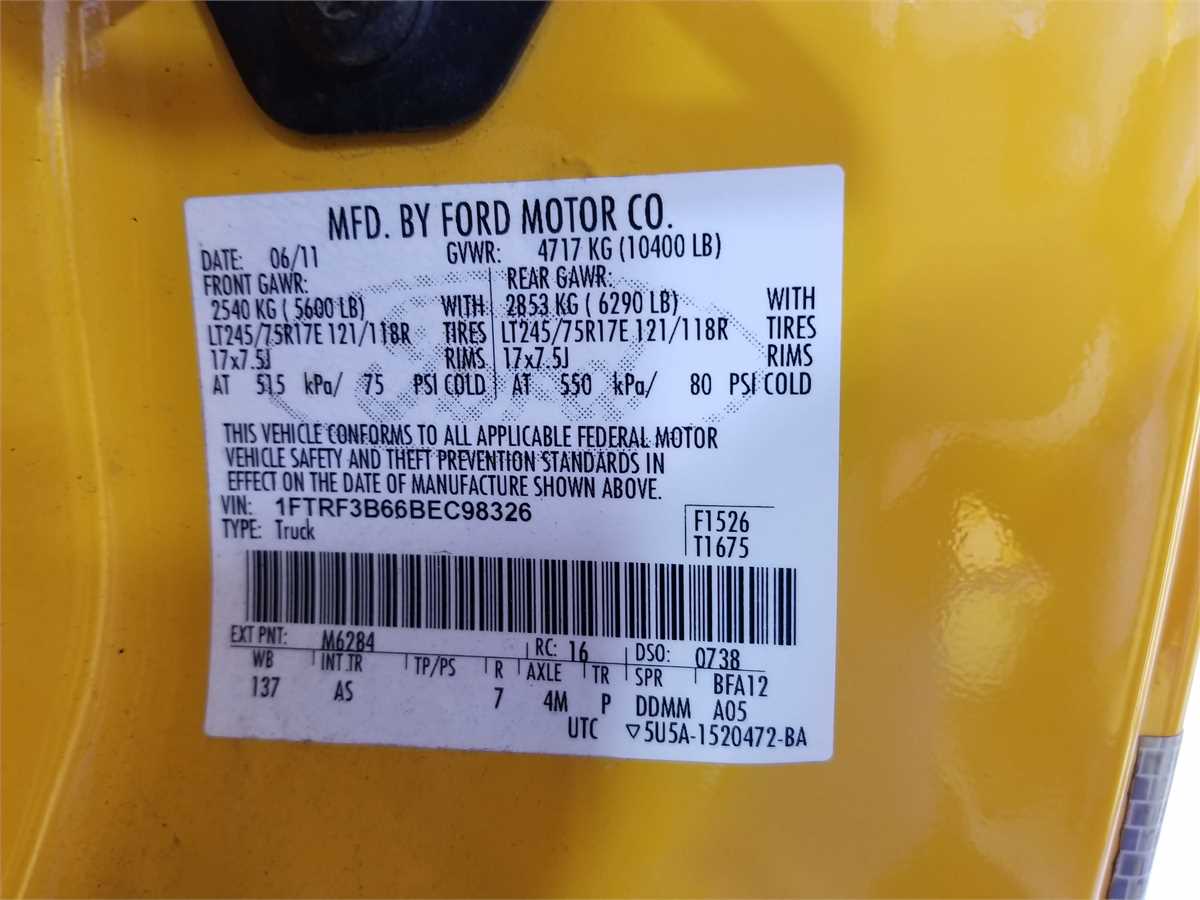 MFD. BY FORD MOTOR CO.
DATE: 06/11 GVWR: 4717 KG (10400 LB)
FRONT GAWR: REAR GAWR:
2540 KG ( 5600 LB) WITH 2853 KG ( 6290 LB) WITH
LT245/75R17E 121/118R TIRES LT245/75R17E 121/118R TIRES
17x7.5J RIMS 17x7.5J RIMS
AT 515 kPa/ 75 PSI COLD AT 550 kPa/ 80 PSI COLD
THIS VEHICLE CONFORMS TO ALL APPLICABLE FEDERAL MOTOR
VEHICLE SAFETY AND THEFT PREVENTION STANDARDS IN
EFFECT ON THE DATE OF MANUFACTURE SHOWN ABOVE.
VIN: 1FTRF3B66BEC98326 F1526
TYPE: Truck T1675
EXT PNT: M6284 RC: 16 DSO: 0738
WB INT TR TP/PS R AXLE TR SPR BFA12
137 AS 7 4M P DDMM A05
UTC ▽5U5A-1520472-BA